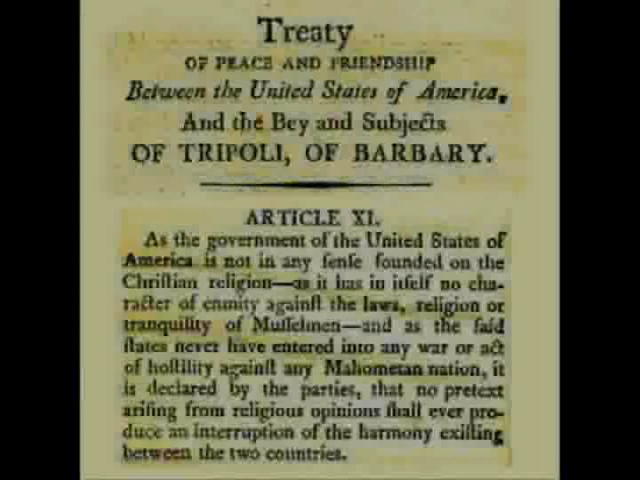 Treaty
OF PEACE AND FRIENDSHIP
Between the United States of America,
And the Bey and Subjects
OF TRIPOLI, OF BARBARY.
ARTICLE XI.
As the government of the United States of
America is not in any ſenſe founded on the
Chriſtian religion—as it has in itſelf no cha-
racter of enmity againſt the laws, religion or
tranquility of Muſſelmen—and as the ſaid
ſtates never have entered into any war or act
of hoſtility againſt any Mahometan nation, it
is declared by the parties, that no pretext
ariſing from religious opinions ſhall ever pro-
duce an interruption of the harmony exiſting
between the two countries.